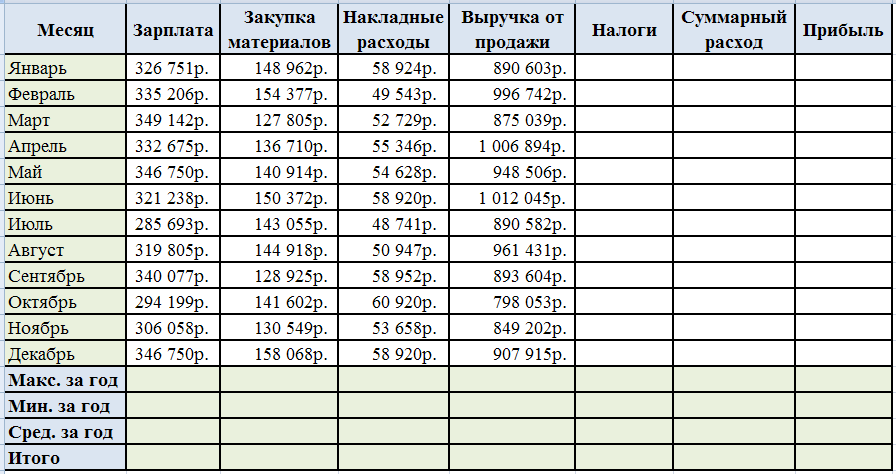 Месяц Зарплата Закупка материалов Накладные расходы Выручка от продажи Налоги Суммарный расход Прибыль
Январь 326 751р. 148 962р. 58 924р. 890 603р.
Февраль 335 206р. 154 377р. 49 543р. 996 742р.
Март 349 142р. 127 805р. 52 729р. 875 039р.
Апрель 332 675р. 136 710р. 55 346р. 1 006 894р.
Май 346 750р. 140 914р. 54 628р. 948 506р.
Июнь 321 238р. 150 372р. 58 920р. 1 012 045р.
Июль 285 693р. 143 055р. 48 741р. 890 582р.
Август 319 805р. 144 918р. 50 947р. 961 431р.
Сентябрь 340 077р. 128 925р. 58 952р. 893 604р.
Октябрь 294 199р. 141 602р. 60 920р. 798 053р.
Ноябрь 306 058р. 130 549р. 53 658р. 849 202р.
Декабрь 346 750р. 158 068р. 58 920р. 907 915р.
Макс. за год
Мин. за год
Сред. за год
Итого